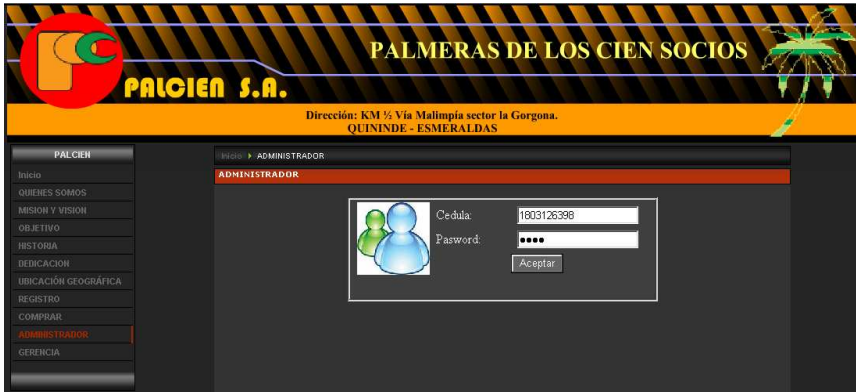 PALMERAS DE LOS CIEN SOCIOS
PALCIEN S.A.
Dirección: KM ½ Vía Malimpía sector la Gorgona.
QUININDE - ESMERALDAS
PALCIEN
Inicio
QUIENES SOMOS
MISION Y VISION
OBJETIVO
HISTORIA
DEDICACION
UBICACIÓN GEOGRÁFICA
REGISTRO
COMPRAR
ADMINISTRADOR
GERENCIA
Inicio ADMINISTRADOR
ADMINISTRADOR
Cedula: 1803126398
Pasword: ●●●●
Aceptar